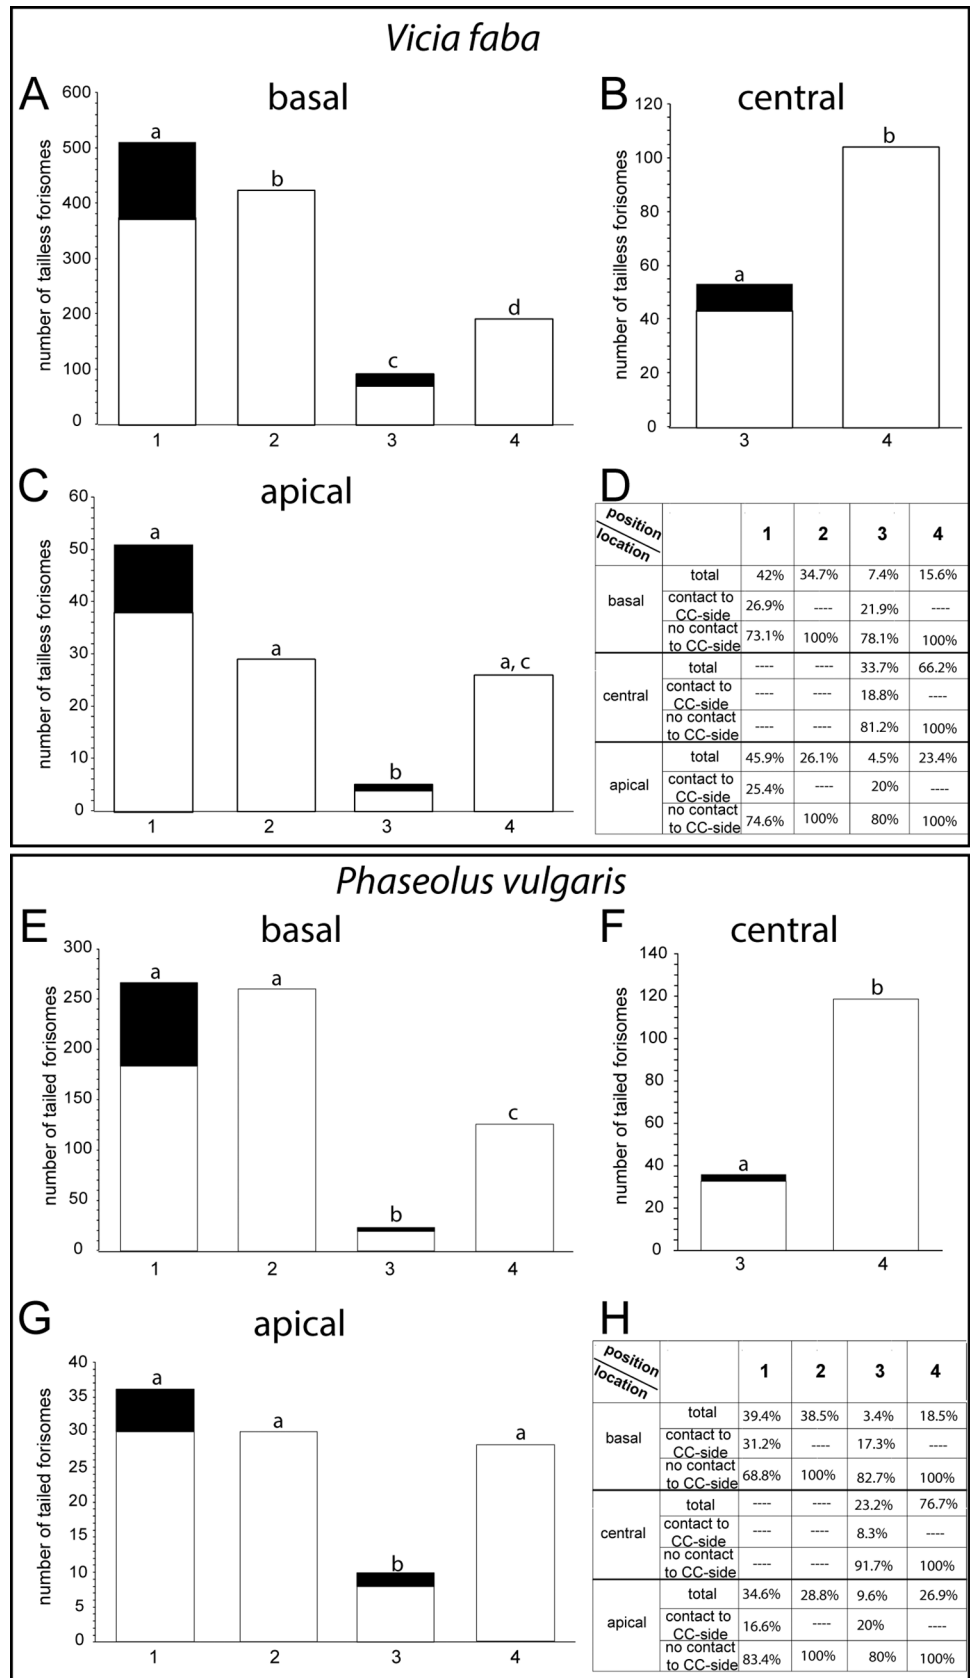 Vicia faba
A
basal
number of tailless forisomes
600
500
400
300
200
100
0
a
b
c
d
1 2 3 4
B
central
number of tailless forisomes
120
100
80
60
40
20
0
a
b
3 4
C
apical
number of tailless forisomes
60
50
40
30
20
10
0
a
a
b
a, c
1 2 3 4
D
position
location
1 2 3 4
basal
total 42% 34.7% 7.4% 15.6%
contact to
CC-side
26.9% ---- 21.9% ----
no contact
to CC-side
73.1% 100% 78.1% 100%
central
total ---- ---- 33.7% 66.2%
contact to
CC-side
---- ---- 18.8% ----
no contact
to CC-side
---- ---- 81.2% 100%
apical
total 45.9% 26.1% 4.5% 23.4%
contact to
CC-side
25.4% ---- 20% ----
no contact
to CC-side
74.6% 100% 80% 100%
Phaseolus vulgaris
E
basal
number of tailed forisomes
300
250
200
150
100
50
0
a
a
b
c
1 2 3 4
F
central
number of tailed forisomes
140
120
100
80
60
40
20
0
a
b
3 4
G
apical
number of tailed forisomes
40
35
30
25
20
15
10
5
0
a
a
b
a
1 2 3 4
H
position
location
1 2 3 4
basal
total 39.4% 38.5% 3.4% 18.5%
contact to
CC-side
31.2% ---- 17.3% ----
no contact
to CC-side
68.8% 100% 82.7% 100%
central
total ---- ---- 23.2% 76.7%
contact to
CC-side
---- ---- 8.3% ----
no contact
to CC-side
---- ---- 91.7% 100%
apical
total 34.6% 28.8% 9.6% 26.9%
contact to
CC-side
16.6% ---- 20% ----
no contact
to CC-side
83.4% 100% 80% 100%